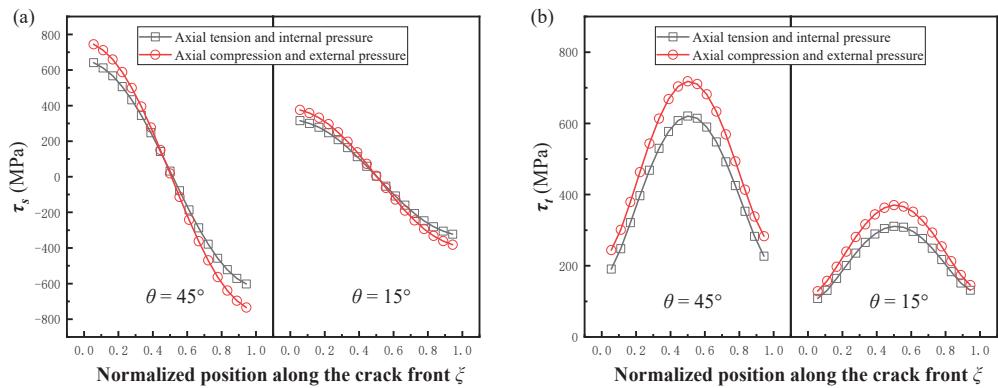 (a)
Axial tension and internal pressure
Axial compression and external pressure
800
600
400
200
0
-200
-400
-600
-800
τs (MPa)
θ = 45°
θ = 15°
0.0 0.2 0.4 0.6 0.8 1.0 0.0 0.2 0.4 0.6 0.8 1.0
Normalized position along the crack front ξ
(b)
Axial tension and internal pressure
Axial compression and external pressure
800
600
400
200
0
τt (MPa)
θ = 45°
θ = 15°
0.0 0.2 0.4 0.6 0.8 1.0 0.0 0.2 0.4 0.6 0.8 1.0
Normalized position along the crack front ξ